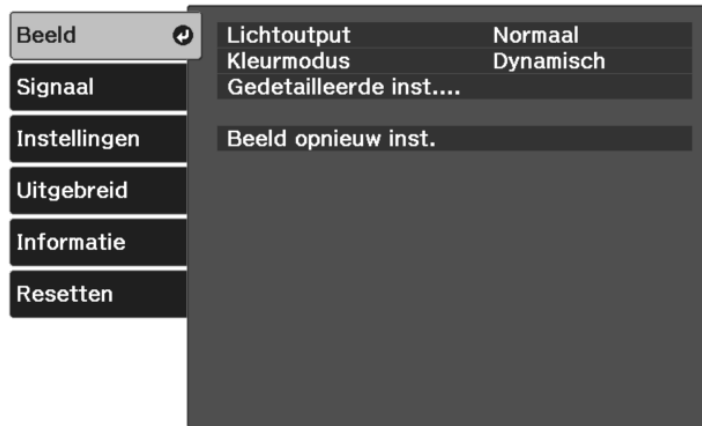 Beeld
Signaal
Instellingen
Uitgebreid
Informatie
Resetten
Lichtoutput Normaal
Kleurmodus Dynamisch
Gedetailleerde inst....
Beeld opnieuw inst.